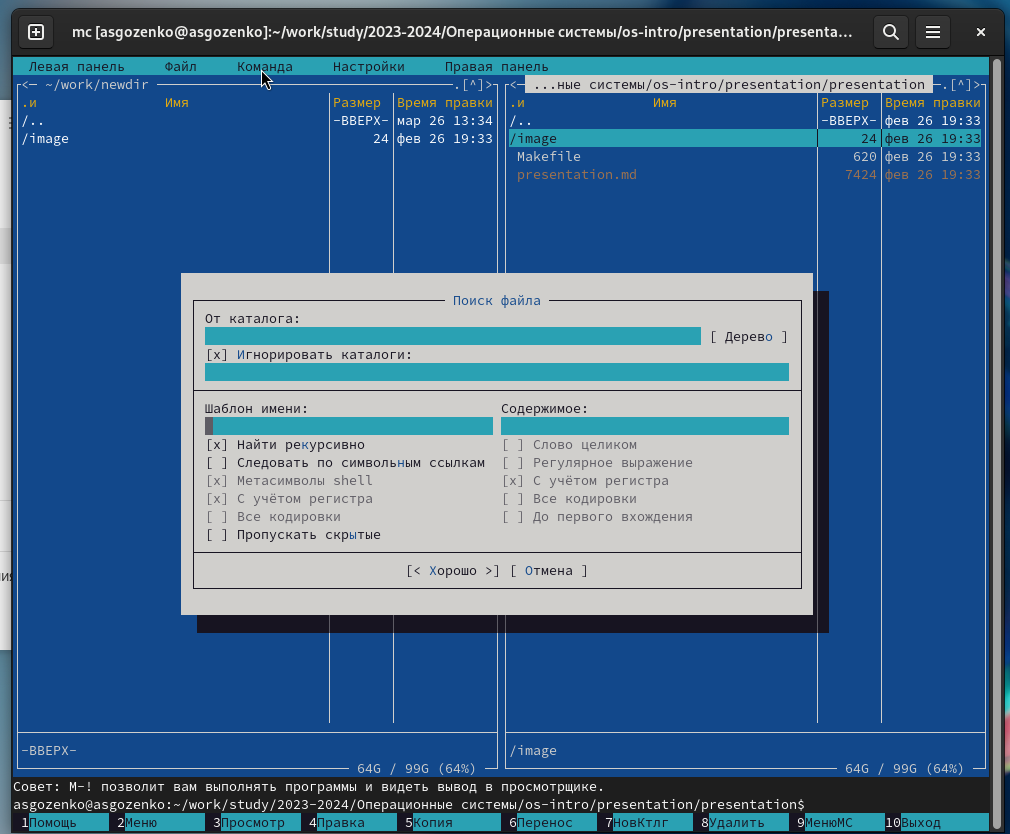 mc [asgozenko@asgozenko]:~/work/study/2023-2024/Операционные системы/os-intro/presentation/presenta...
Левая панель Файл Команда Настройки Правая панель
<— ~/work/newdir .[^]>
.и Имя Размер Время правки
/.. -ВВЕРХ- мар 26 13:34
/image 24 фев 26 19:33
<— ...ные системы/os-intro/presentation/presentation .[^]>
.и Имя Размер Время правки
/.. -ВВЕРХ- фев 26 19:33
/image 24 фев 26 19:33
Makefile 620 фев 26 19:33
presentation.md 7424 фев 26 19:33
Поиск файла
От каталога:
[ Дерево ]
[x] Игнорировать каталоги:
Шаблон имени: Содержимое:
[x] Найти рекурсивно [ ] Слово целиком
[ ] Следовать по символьным ссылкам [ ] Регулярное выражение
[x] Метасимволы shell [x] С учётом регистра
[x] С учётом регистра [ ] Все кодировки
[ ] Все кодировки [ ] До первого вхождения
[ ] Пропускать скрытые
[< Хорошо >] [ Отмена ]
-ВВЕРХ- /image
64G / 99G (64%) 64G / 99G (64%)
Совет: M-! позволит вам выполнять программы и видеть вывод в просмотрщике.
asgozenko@asgozenko:~/work/study/2023-2024/Операционные системы/os-intro/presentation/presentation$
1Помощь 2Меню 3Просмотр 4Правка 5Копия 6Перенос 7НовКтлг 8Удалить 9МенюМС 10Выход